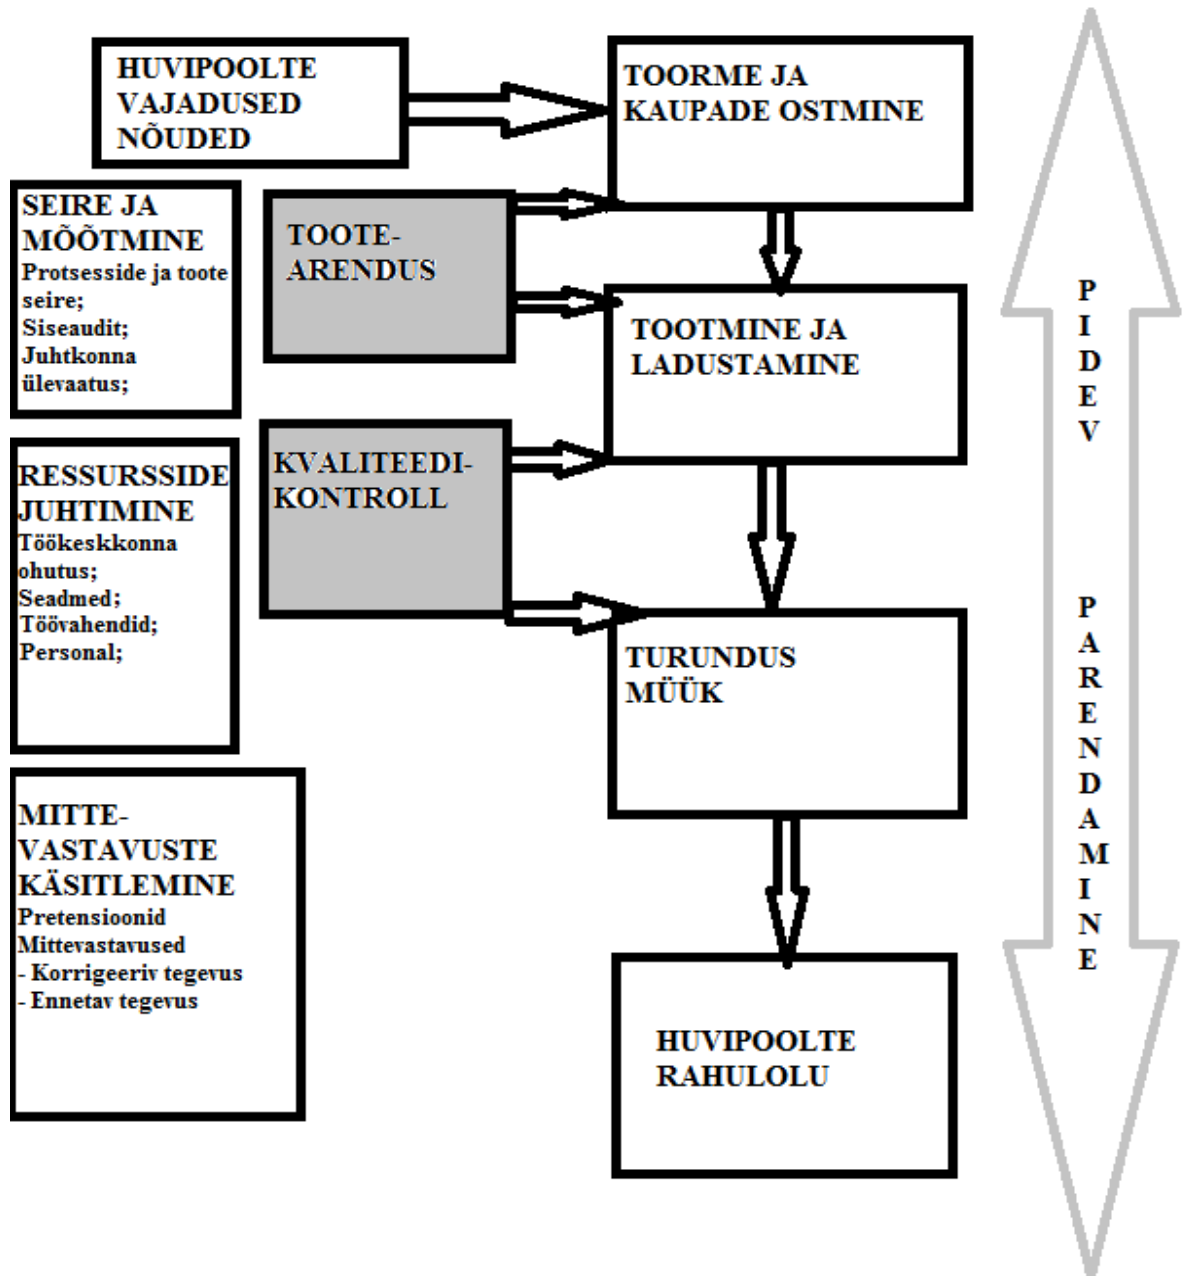 HUVIPOOLTE
VAJADUSED
NÕUDED
TOORME JA
KAUPADE OSTMINE
SEIRE JA
MÕÕTMINE
Protsesside ja toote
seire;
Siseaudit;
Juhtkonna
ülevaatus;
TOOTE-
ARENDUS
TOOTMINE JA
LADUSTAMINE
RESSURSSIDE
JUHTIMINE
Töökeskkonna
ohutus;
Seadmed;
Töövahendid;
Personal;
KVALITEEDI-
KONTROLL
TURUNDUS
MÜÜK
MITTE-
VASTAVUSTE
KÄSITLEMINE
Pretensioonid
Mittevastavused
- Korrigeeriv tegevus
- Ennetav tegevus
HUVIPOOLTE
RAHULOLU
P
I
D
E
V
P
A
R
E
N
D
A
M
I
N
E